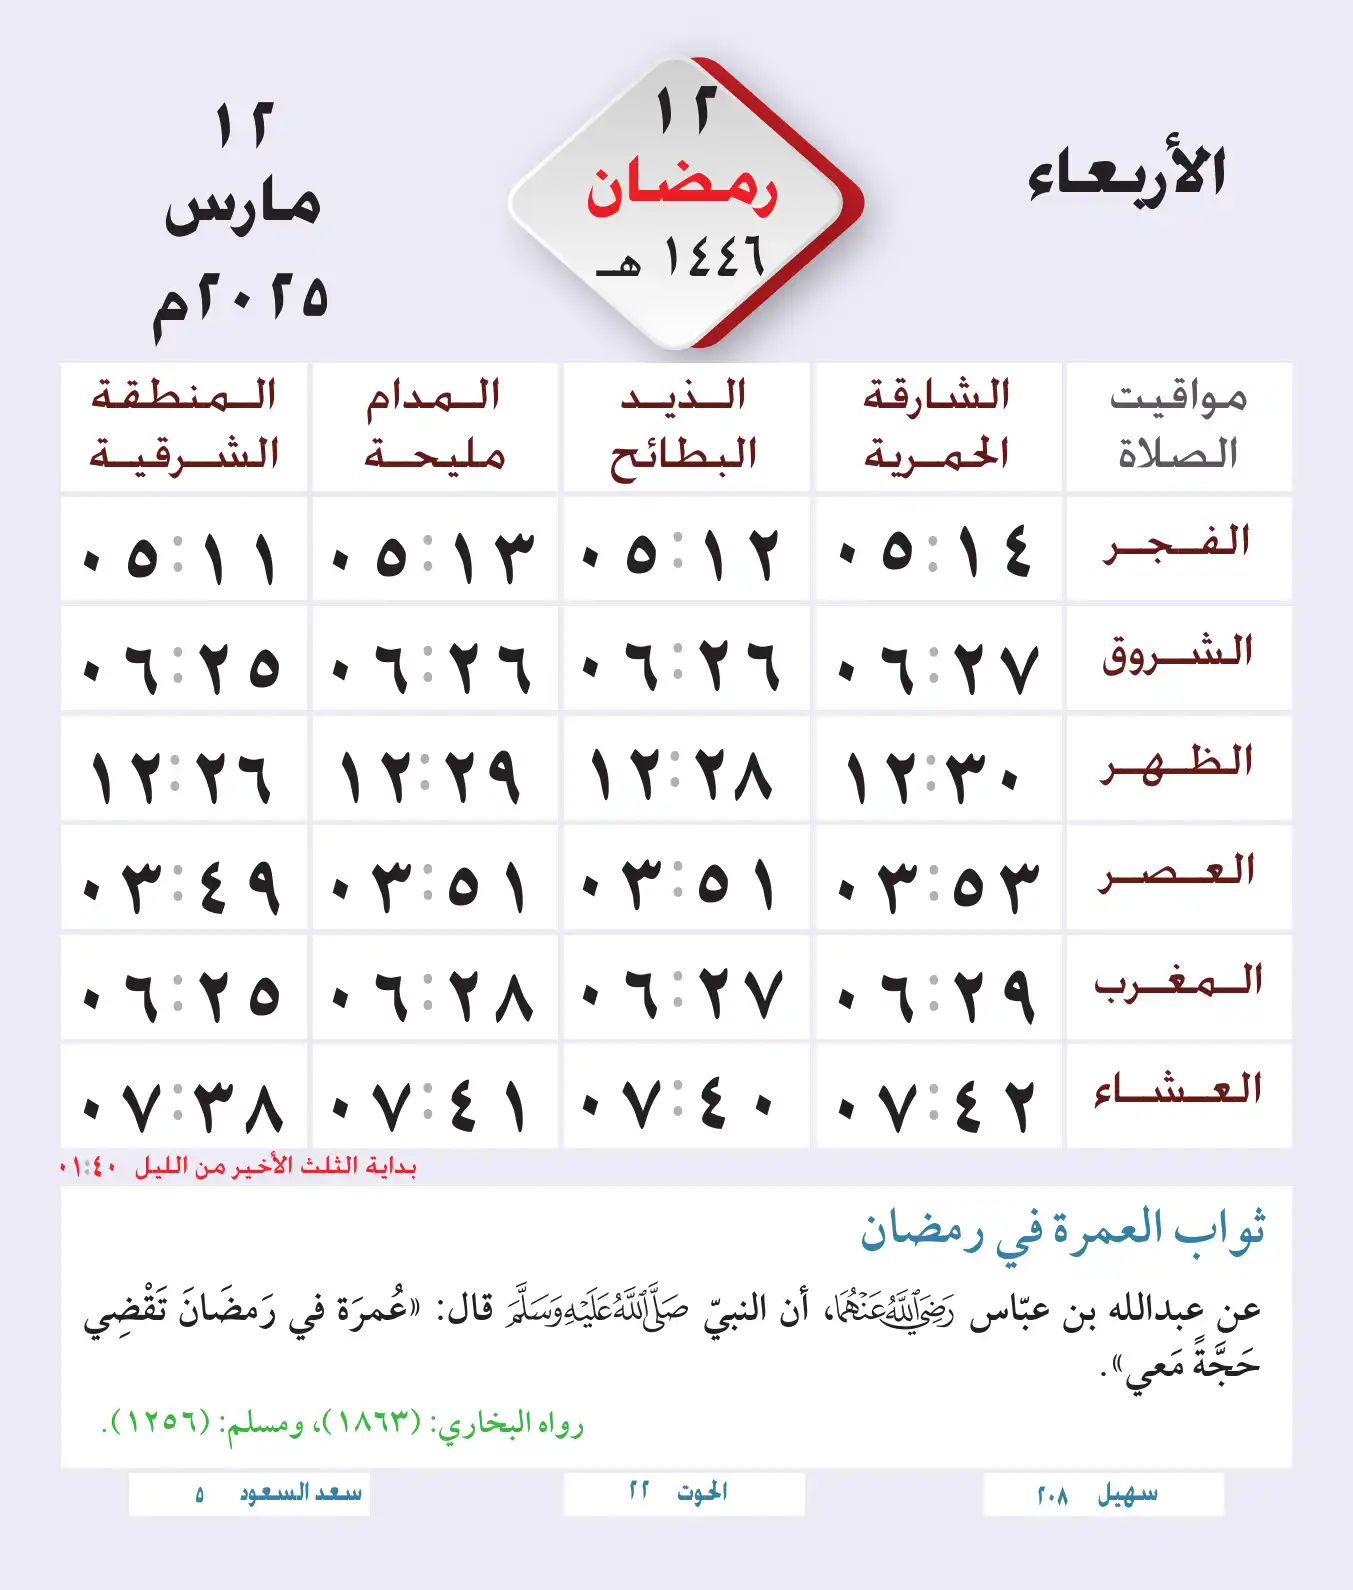 الأربعاء
١٢
رمضان
١٤٤٦ هـ
١٢
مارس
٢٠٢٥م
مواقيت الصلاة	الشارقة الحمرية	الذيد البطائح	المدام مليحة	المنطقة الشرقية
الفجر	٠٥:١٤	٠٥:١٢	٠٥:١٣	٠٥:١١
الشروق	٠٦:٢٧	٠٦:٢٦	٠٦:٢٦	٠٦:٢٥
الظهر	١٢:٣٠	١٢:٢٨	١٢:٢٩	١٢:٢٦
العصر	٠٣:٥٣	٠٣:٥١	٠٣:٥١	٠٣:٤٩
المغرب	٠٦:٢٩	٠٦:٢٧	٠٦:٢٨	٠٦:٢٥
العشاء	٠٧:٤٢	٠٧:٤٠	٠٧:٤١	٠٧:٣٨
بداية الثلث الأخير من الليل ٠١:٤٠
ثواب العمرة في رمضان
عن عبدالله بن عبّاس رَضِيَ اللَّهُ عَنْهُمَا، أن النبيّ صَلَّى اللَّهُ عَلَيْهِ وَسَلَّمَ قال: «عُمرَة في رَمضَانَ تَقْضِي
حَجَّةً مَعي».
رواه البخاري: (١٨٦٣)، ومسلم: (١٢٥٦).
سهيل ٢٠٨	الحوت ٢٢	سعد السعود ٥